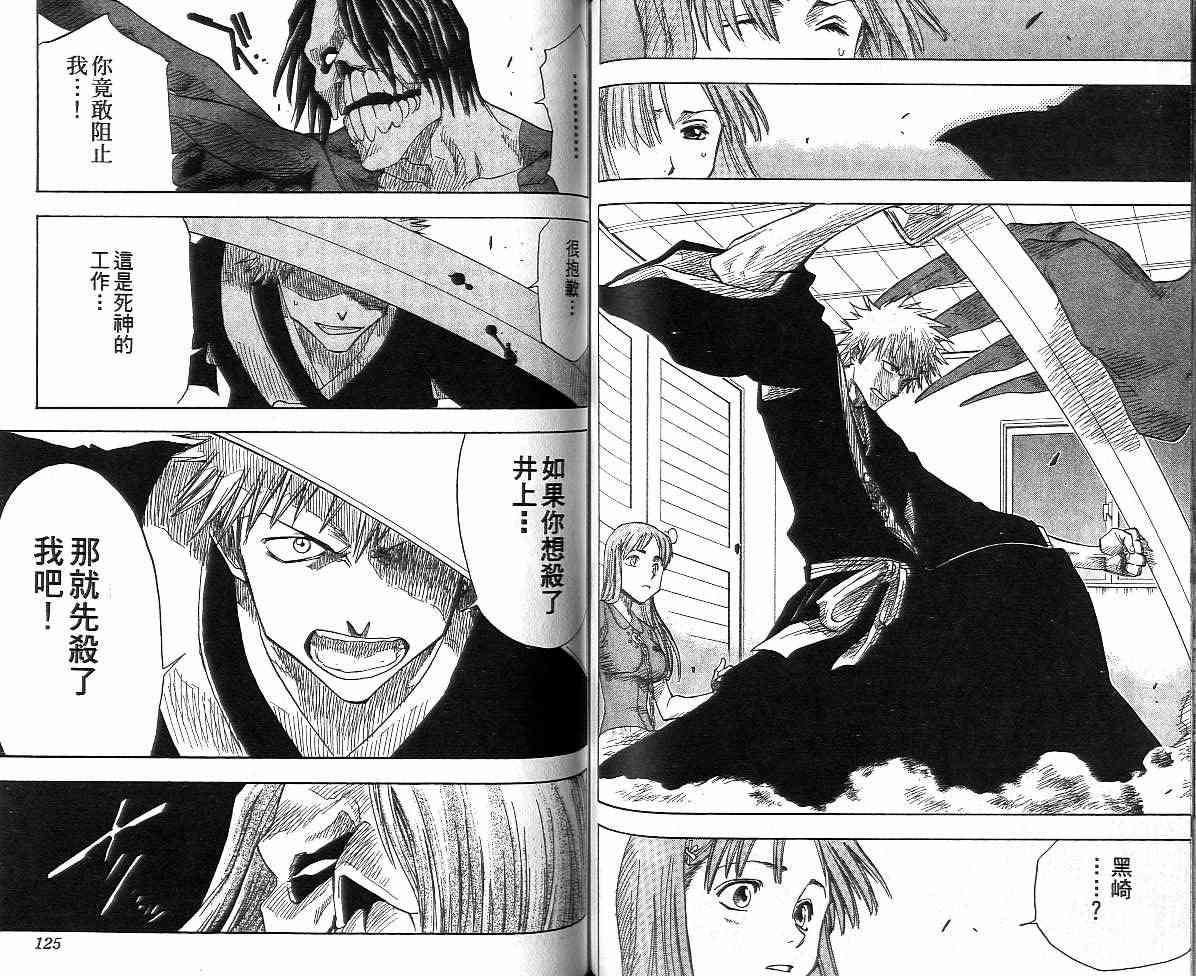 黑崎
……?
…………
你竟敢阻止
我…!
很抱歉…
這是死神的
工作…
如果你想殺了
井上…
那就先殺了
我吧!
125